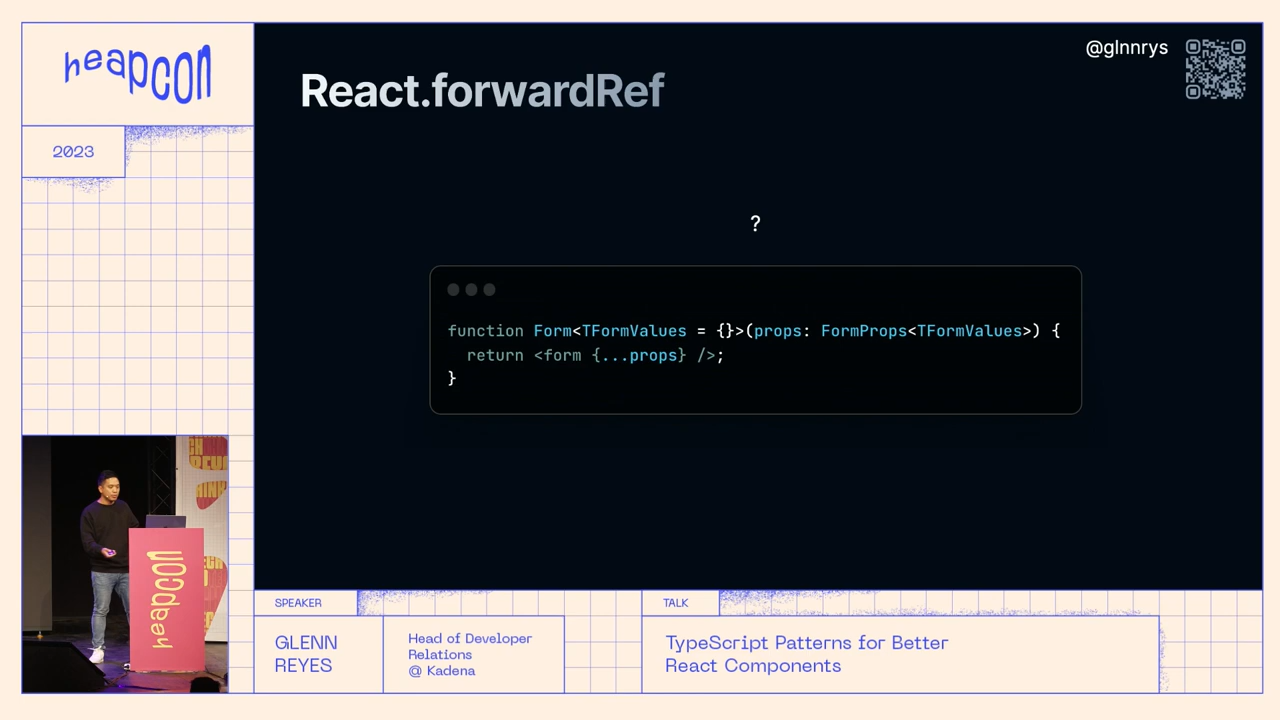 heapcon
2023
@glnnrys
React.forwardRef
?
function Form<TFormValues = {}>(props: FormProps<TFormValues>) {
  return <form {...props} />;
}
heapcon
SPEAKER
GLENN
REYES
Head of Developer
Relations
@ Kadena
TALK
TypeScript Patterns for Better
React Components